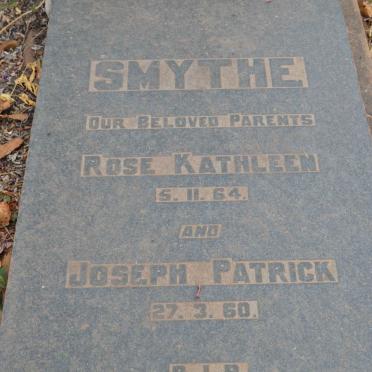 SMYTHE
OUR BELOVED PARENTS
ROSE KATHLEEN
5. 11. 64.
AND
JOSEPH PATRICK
27. 3. 60.
R.I.P.